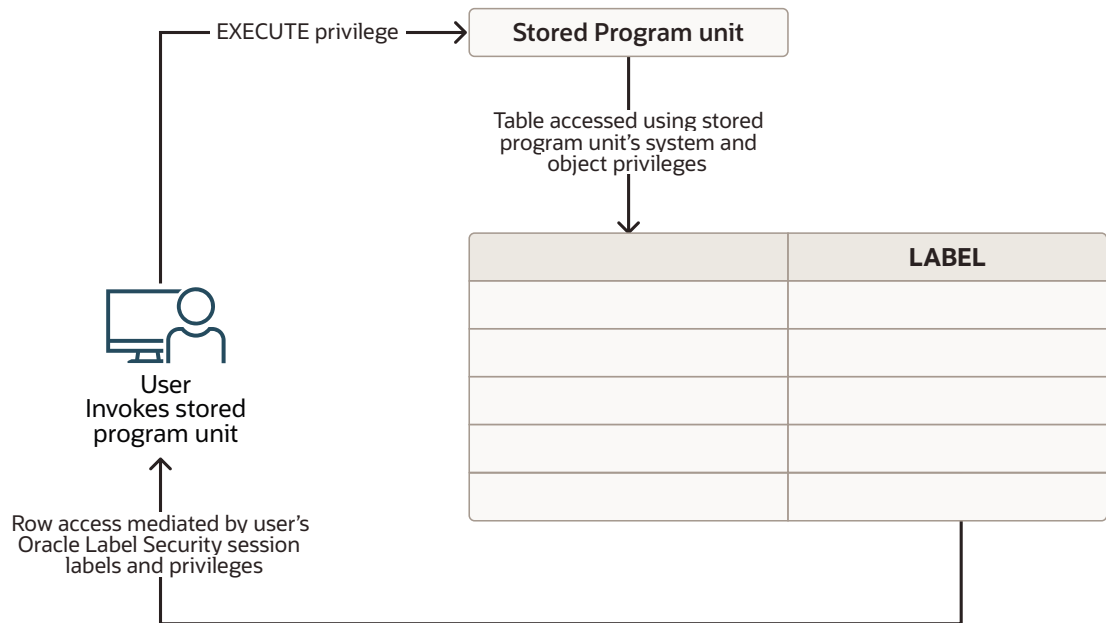 EXECUTE privilege
Stored Program unit
Table accessed using stored
program unit's system and
object privileges
LABEL
User
Invokes stored
program unit
Row access mediated by user's
Oracle Label Security session
labels and privileges